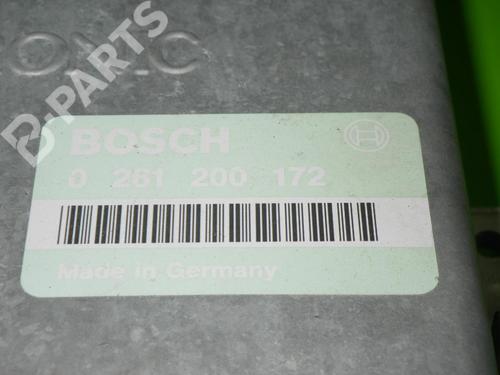 B-PARTS
BOSCH
0 261 200 172
Made in Germany